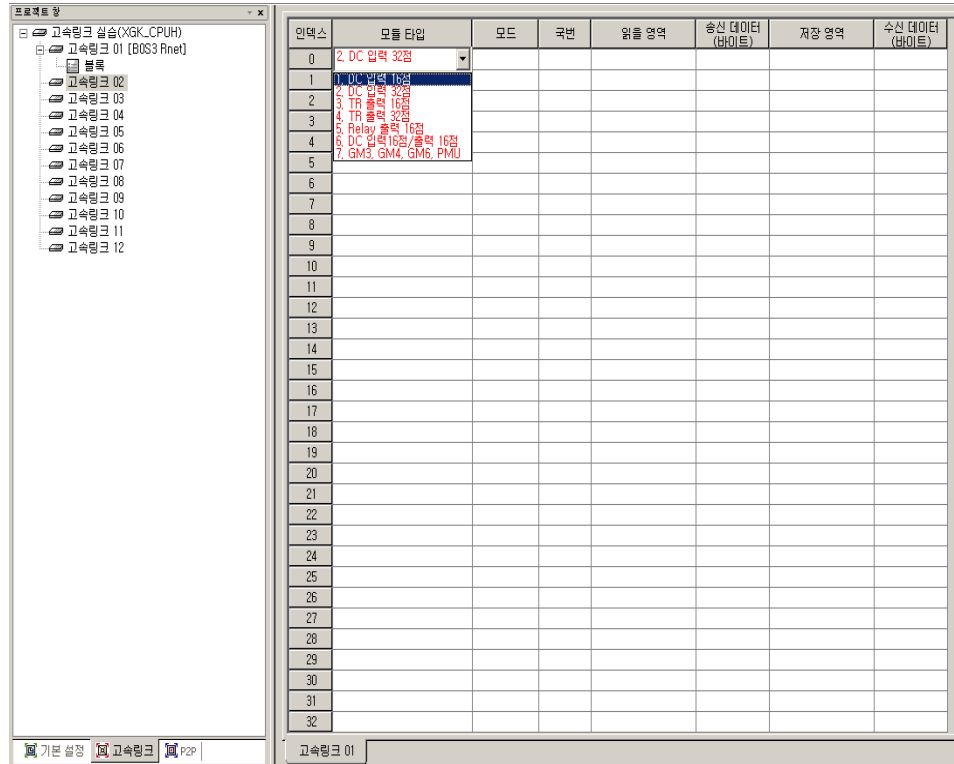 프로젝트 창
고속링크 실습(XGK_CPUH)
고속링크 01 [B0S3 Rnet]
블록
고속링크 02
고속링크 03
고속링크 04
고속링크 05
고속링크 06
고속링크 07
고속링크 08
고속링크 09
고속링크 10
고속링크 11
고속링크 12
기본 설정 고속링크 P2P
인덱스 모듈 타입 모드 국번 읽을 영역 송신 데이터 (바이트) 저장 영역 수신 데이터 (바이트)
0 2, DC 입력 32점
1, DC 입력 16점
2, DC 입력 32점
3, TR 출력 16점
4, TR 출력 32점
5, Relay 출력 16점
6, DC 입력16점/출력 16점
7, GM3, GM4, GM6, PMU
1
2
3
4
5
6
7
8
9
10
11
12
13
14
15
16
17
18
19
20
21
22
23
24
25
26
27
28
29
30
31
32
고속링크 01